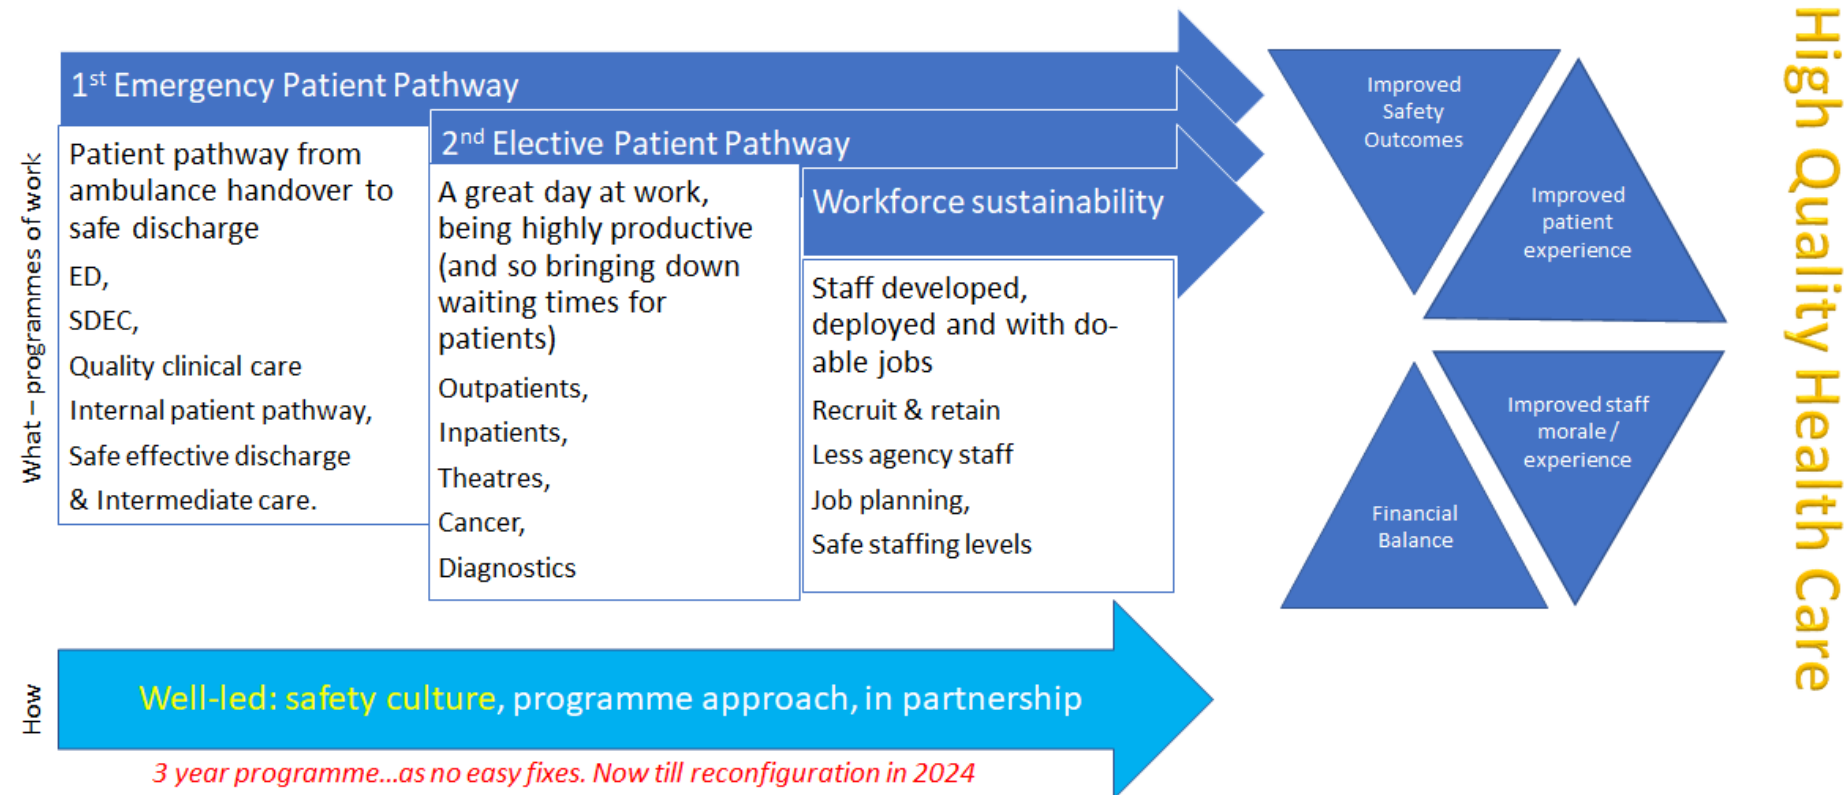 1st Emergency Patient Pathway
Patient pathway from
ambulance handover to
safe discharge
ED,
SDEC,
Quality clinical care
Internal patient pathway,
Safe effective discharge
& Intermediate care.
2nd Elective Patient Pathway
A great day at work,
being highly productive
(and so bringing down
waiting times for
patients)
Outpatients,
Inpatients,
Theatres,
Cancer,
Diagnostics
Workforce sustainability
Staff developed,
deployed and with do-
able jobs
Recruit & retain
Less agency staff
Job planning,
Safe staffing levels
What – programmes of work
Improved
Safety
Outcomes
Improved
patient
experience
Improved staff
morale /
experience
Financial
Balance
High Quality Health Care
How
Well-led: safety culture, programme approach, in partnership
3 year programme...as no easy fixes. Now till reconfiguration in 2024